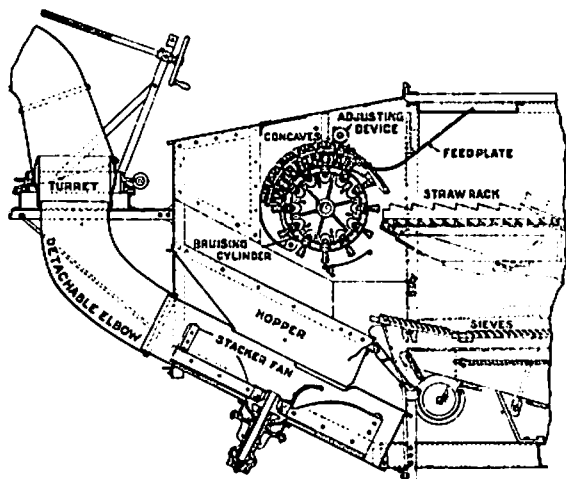 CONCAVES
ADJUSTING
DEVICE
FEED PLATE
TURRET
STRAW RACK
BRUISING
CYLINDER
DETACHABLE ELBOW
HOPPER
STACKER FAN
SIEVES